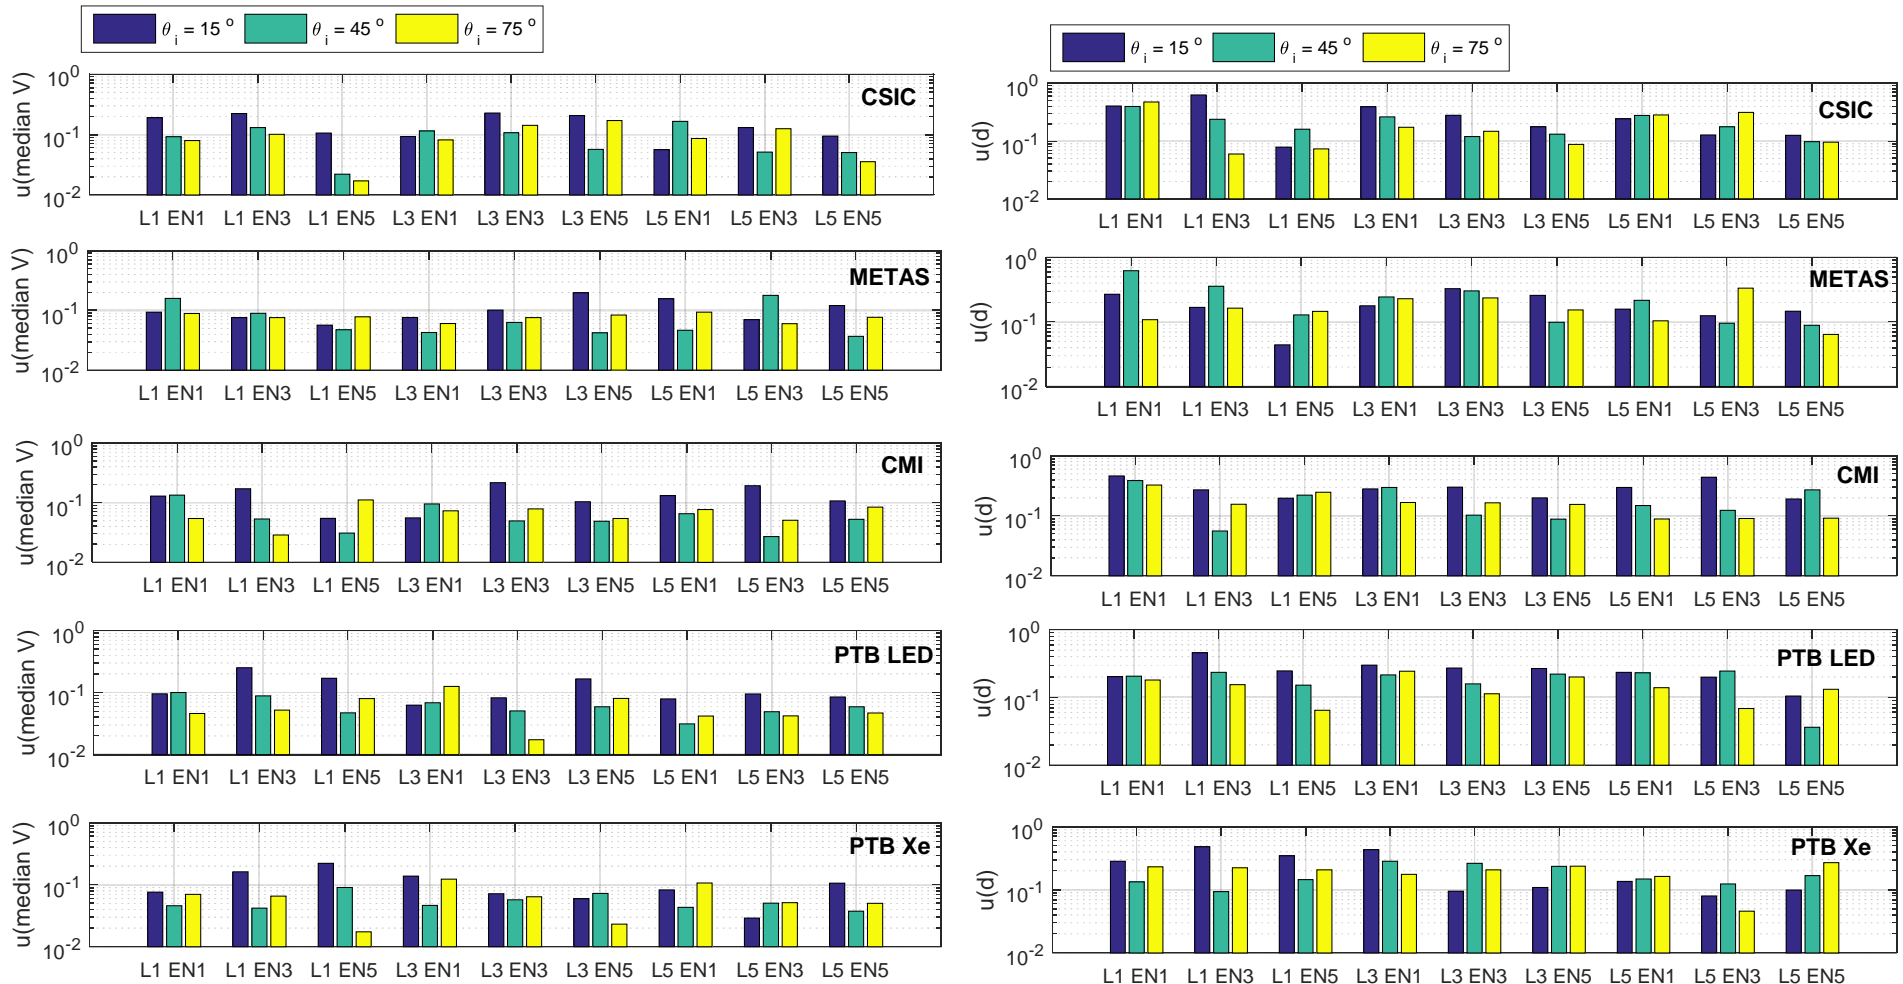 θ i = 15 o   θ i = 45 o   θ i = 75 o
u(median V)
10 0
10 -1
10 -2
CSIC
L1 EN1 L1 EN3 L1 EN5 L3 EN1 L3 EN3 L3 EN5 L5 EN1 L5 EN3 L5 EN5
u(median V)
10 0
10 -1
10 -2
METAS
L1 EN1 L1 EN3 L1 EN5 L3 EN1 L3 EN3 L3 EN5 L5 EN1 L5 EN3 L5 EN5
u(median V)
10 0
10 -1
10 -2
CMI
L1 EN1 L1 EN3 L1 EN5 L3 EN1 L3 EN3 L3 EN5 L5 EN1 L5 EN3 L5 EN5
u(median V)
10 0
10 -1
10 -2
PTB LED
L1 EN1 L1 EN3 L1 EN5 L3 EN1 L3 EN3 L3 EN5 L5 EN1 L5 EN3 L5 EN5
u(median V)
10 0
10 -1
10 -2
PTB Xe
L1 EN1 L1 EN3 L1 EN5 L3 EN1 L3 EN3 L3 EN5 L5 EN1 L5 EN3 L5 EN5
θ i = 15 o   θ i = 45 o   θ i = 75 o
u(d)
10 0
10 -1
10 -2
CSIC
L1 EN1 L1 EN3 L1 EN5 L3 EN1 L3 EN3 L3 EN5 L5 EN1 L5 EN3 L5 EN5
u(d)
10 0
10 -1
10 -2
METAS
L1 EN1 L1 EN3 L1 EN5 L3 EN1 L3 EN3 L3 EN5 L5 EN1 L5 EN3 L5 EN5
u(d)
10 0
10 -1
10 -2
CMI
L1 EN1 L1 EN3 L1 EN5 L3 EN1 L3 EN3 L3 EN5 L5 EN1 L5 EN3 L5 EN5
u(d)
10 0
10 -1
10 -2
PTB LED
L1 EN1 L1 EN3 L1 EN5 L3 EN1 L3 EN3 L3 EN5 L5 EN1 L5 EN3 L5 EN5
u(d)
10 0
10 -1
10 -2
PTB Xe
L1 EN1 L1 EN3 L1 EN5 L3 EN1 L3 EN3 L3 EN5 L5 EN1 L5 EN3 L5 EN5